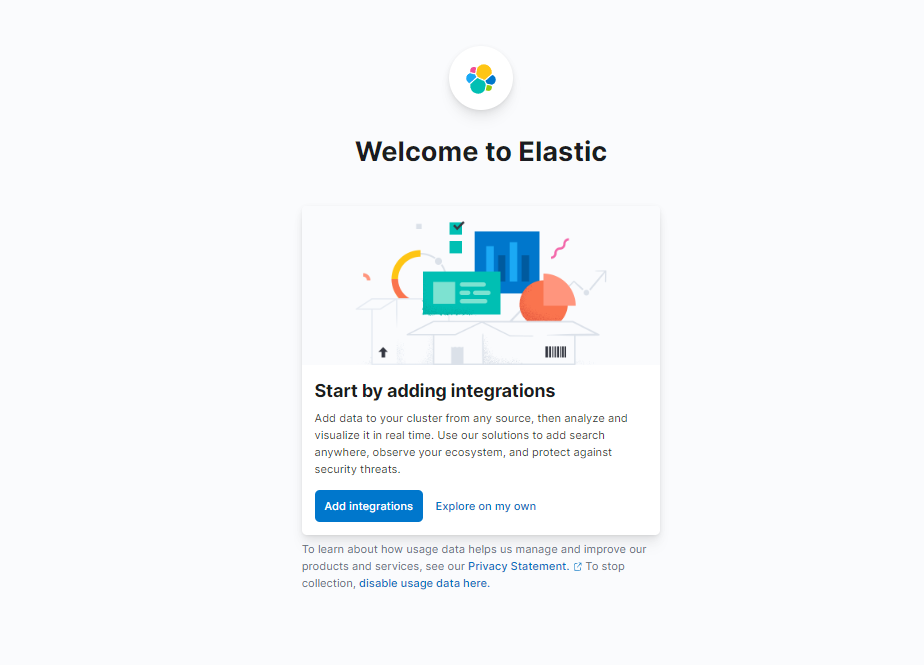 Welcome to Elastic
Start by adding integrations
Add data to your cluster from any source, then analyze and
visualize it in real time. Use our solutions to add search
anywhere, observe your ecosystem, and protect against
security threats.
Add integrations Explore on my own
To learn about how usage data helps us manage and improve our
products and services, see our Privacy Statement. To stop
collection, disable usage data here.